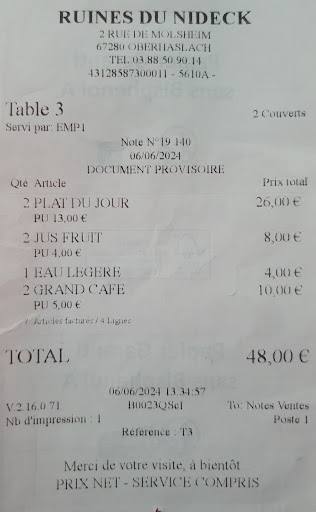 RUINES DU NIDECK
2 RUE DE MOLSHEIM
67280 OBERHASLACH
TEL 03.88.50.90.14
43128587300011 - 5610A -
Table 3 2 Couverts
Servi par: EMP1
Note N°19 140
06/06/2024
DOCUMENT PROVISOIRE
Qté Article Prix total
2 PLAT DU JOUR 26,00 €
PU 13,00 €
2 JUS FRUIT 8,00 €
PU 4,00 €
1 EAU LEGERE 4,00 €
2 GRAND CAFE 10,00 €
PU 5,00 €
7 Articles facturés / 4 Lignes
TOTAL 48,00 €
06/06/2024 13:34:57
V.2.16.0.71 B0023QScI To: Notes Ventes
Nb d'impression : 1 Poste 1
Référence : T3
Merci de votre visite, à bientôt
PRIX NET - SERVICE COMPRIS